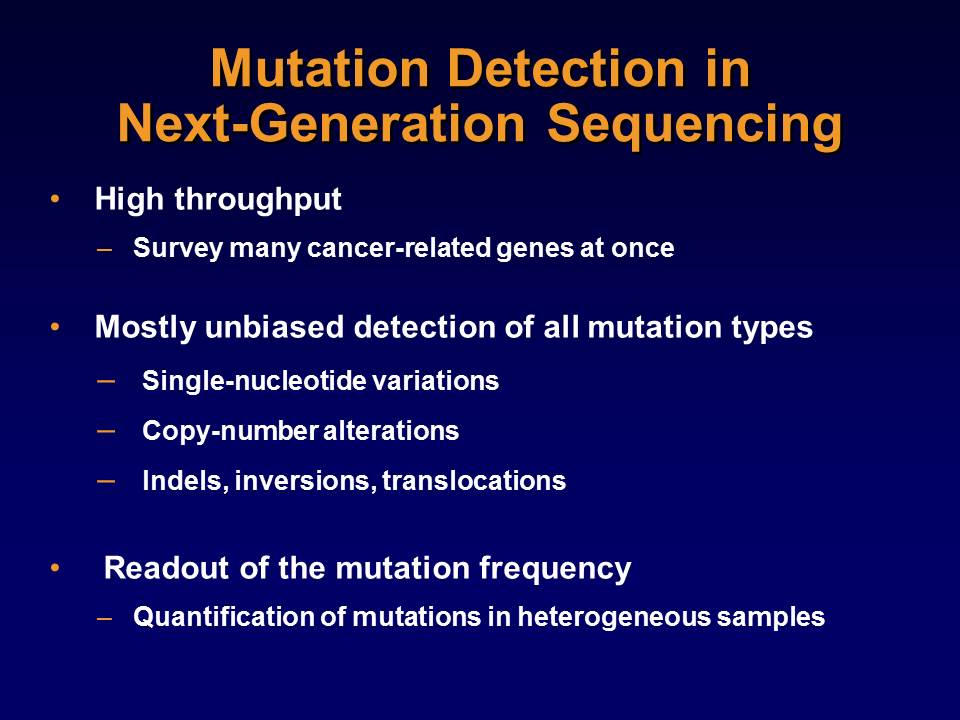 Mutation Detection in
Next-Generation Sequencing
• High throughput
– Survey many cancer-related genes at once
• Mostly unbiased detection of all mutation types
– Single-nucleotide variations
– Copy-number alterations
– Indels, inversions, translocations
• Readout of the mutation frequency
– Quantification of mutations in heterogeneous samples